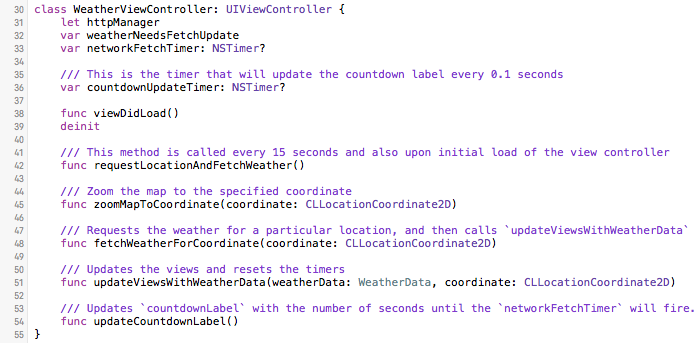 30 class WeatherViewController: UIViewController {
31 let httpManager
32 var weatherNeedsFetchUpdate
33 var networkFetchTimer: NSTimer?
34
35 /// This is the timer that will update the countdown label every 0.1 seconds
36 var countdownUpdateTimer: NSTimer?
37
38 func viewDidLoad()
39 deinit
40
41 /// This method is called every 15 seconds and also upon initial load of the view controller
42 func requestLocationAndFetchWeather()
43
44 /// Zoom the map to the specified coordinate
45 func zoomMapToCoordinate(coordinate: CLLocationCoordinate2D)
46
47 /// Requests the weather for a particular location, and then calls `updateViewsWithWeatherData`
48 func fetchWeatherForCoordinate(coordinate: CLLocationCoordinate2D)
49
50 /// Updates the views and resets the timers
51 func updateViewsWithWeatherData(weatherData: WeatherData, coordinate: CLLocationCoordinate2D)
52
53 /// Updates `countdownLabel` with the number of seconds until the `networkFetchTimer` will fire.
54 func updateCountdownLabel()
55 }